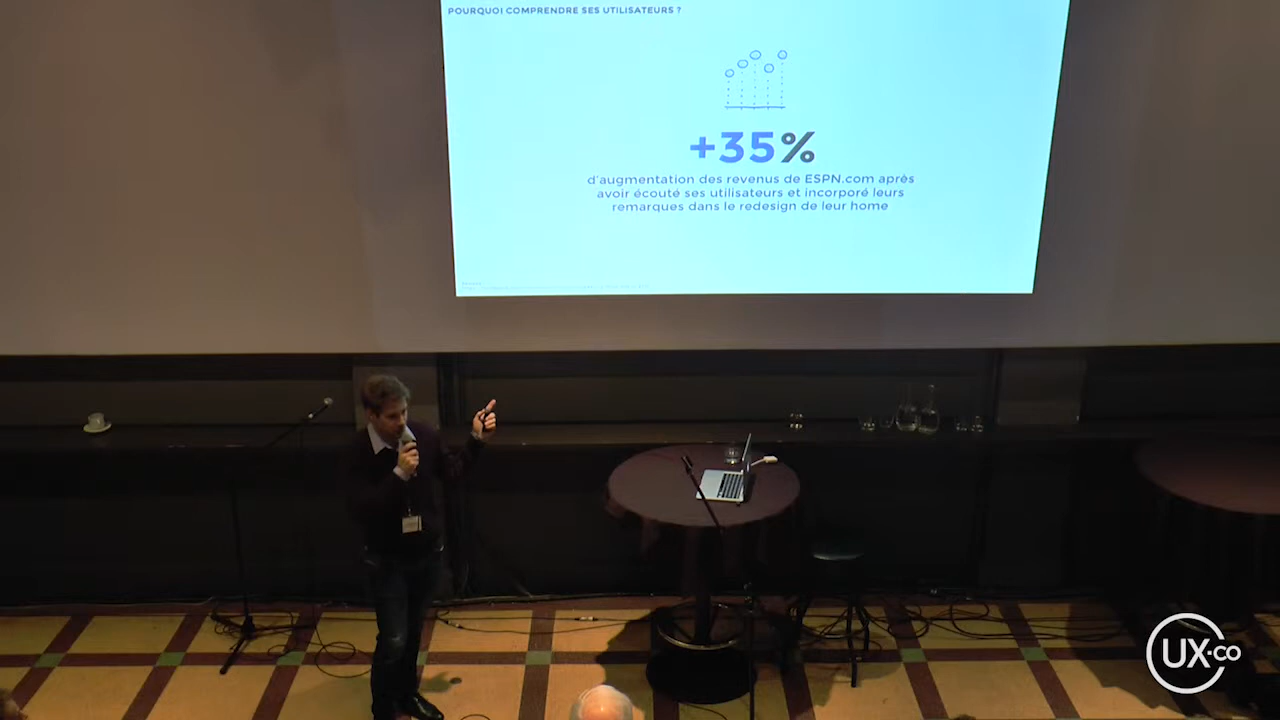 POURQUOI COMPRENDRE SES UTILISATEURS ?
+35%
d'augmentation des revenus de ESPN.com après
avoir écouté ses utilisateurs et incorporé leurs
remarques dans le redesign de leur home
UX-co